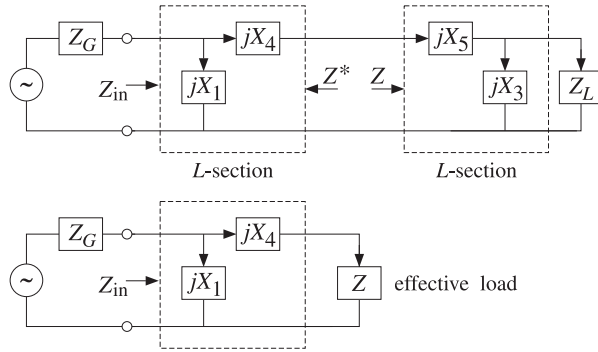 Z_G jX_4 jX_5
Z_in jX_1 Z* Z jX_3 Z_L
~
L-section L-section
Z_G jX_4
Z_in jX_1 Z effective load
~